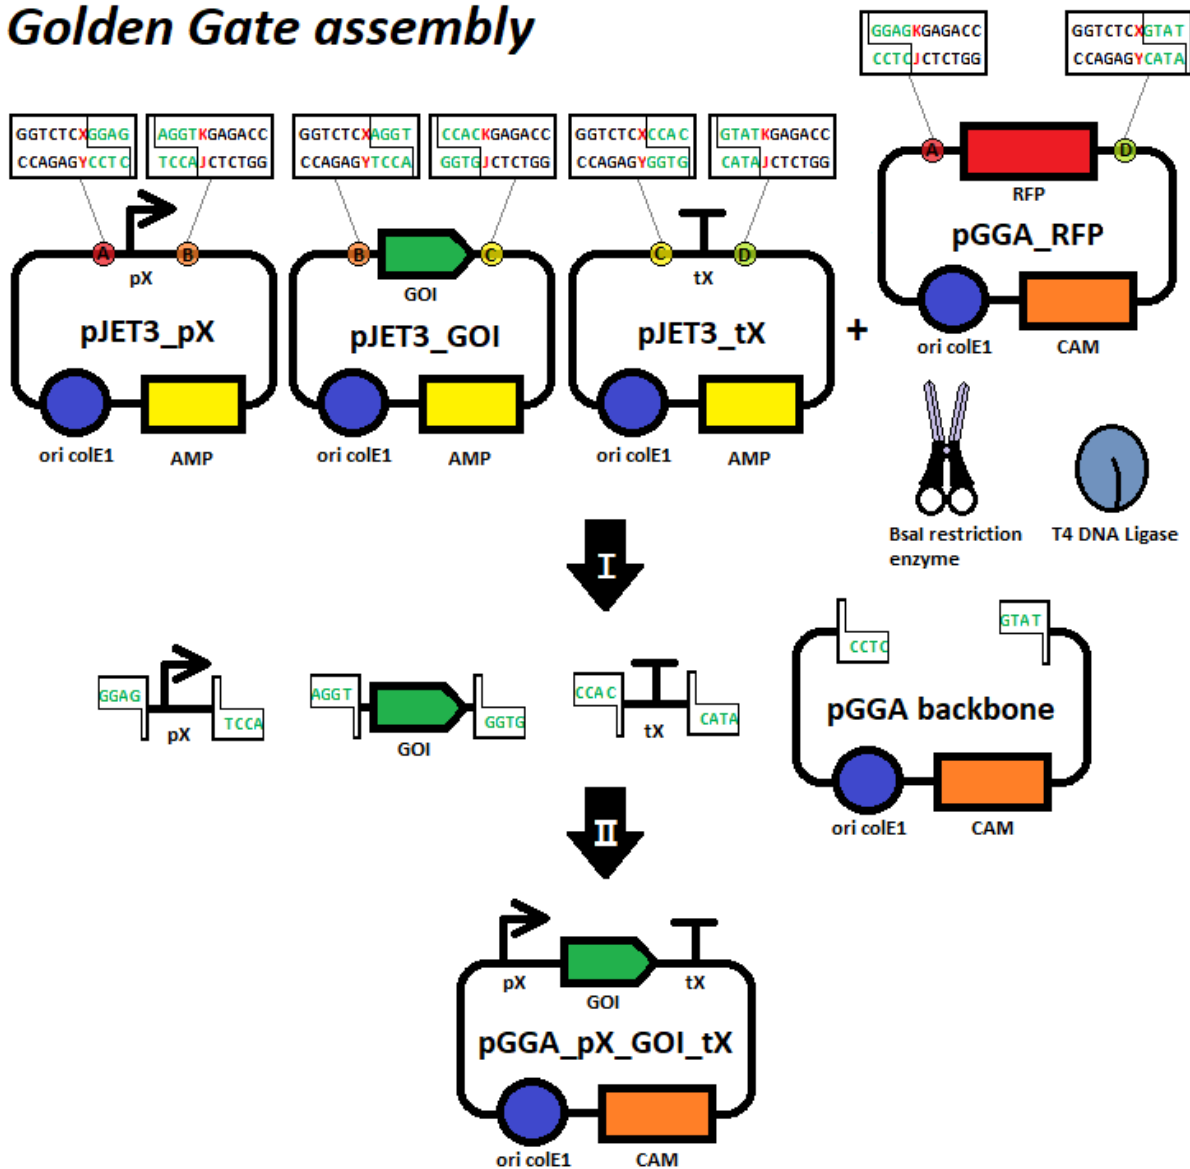 Golden Gate assembly
GGAGKGAGACC
CCTCJCTCTGG
GGTCTCXGTAT
CCAGAGYCATA
GGTCTCXGGAG
CCAGAGYCCTC
AGGTKGAGACC
TCCAJCTCTGG
GGTCTCXAGGT
CCAGAGYTCCA
CCACKGAGACC
GGTGJCTCTGG
GGTCTCXCCAC
CCAGAGYGGTG
GTATKGAGACC
CATAJCTCTGG
A
D
RFP
pGGA_RFP
ori colE1
CAM
A
B
pX
pJET3_pX
ori colE1
AMP
B
C
GOI
pJET3_GOI
ori colE1
AMP
C
D
tX
pJET3_tX
ori colE1
AMP
+
BsaI restriction
enzyme
T4 DNA Ligase
I
GGAG
TCCA
pX
AGGT
GGTG
GOI
CCAC
CATA
tX
CCTC
GTAT
pGGA backbone
ori colE1
CAM
II
pX
GOI
tX
pGGA_pX_GOI_tX
ori colE1
CAM